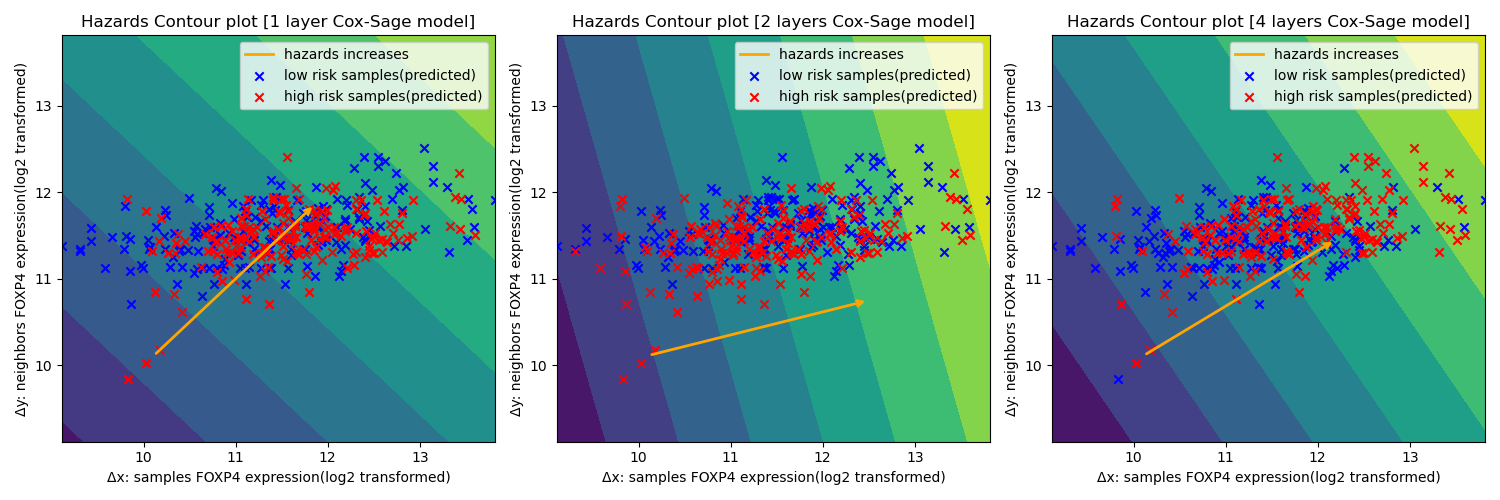 Hazards Contour plot [1 layer Cox-Sage model]
hazards increases
low risk samples(predicted)
high risk samples(predicted)
13
12
11
10
Δy: neighbors FOXP4 expression(log2 transformed)
10 11 12 13
Δx: samples FOXP4 expression(log2 transformed)
Hazards Contour plot [2 layers Cox-Sage model]
hazards increases
low risk samples(predicted)
high risk samples(predicted)
13
12
11
10
Δy: neighbors FOXP4 expression(log2 transformed)
10 11 12 13
Δx: samples FOXP4 expression(log2 transformed)
Hazards Contour plot [4 layers Cox-Sage model]
hazards increases
low risk samples(predicted)
high risk samples(predicted)
13
12
11
10
Δy: neighbors FOXP4 expression(log2 transformed)
10 11 12 13
Δx: samples FOXP4 expression(log2 transformed)